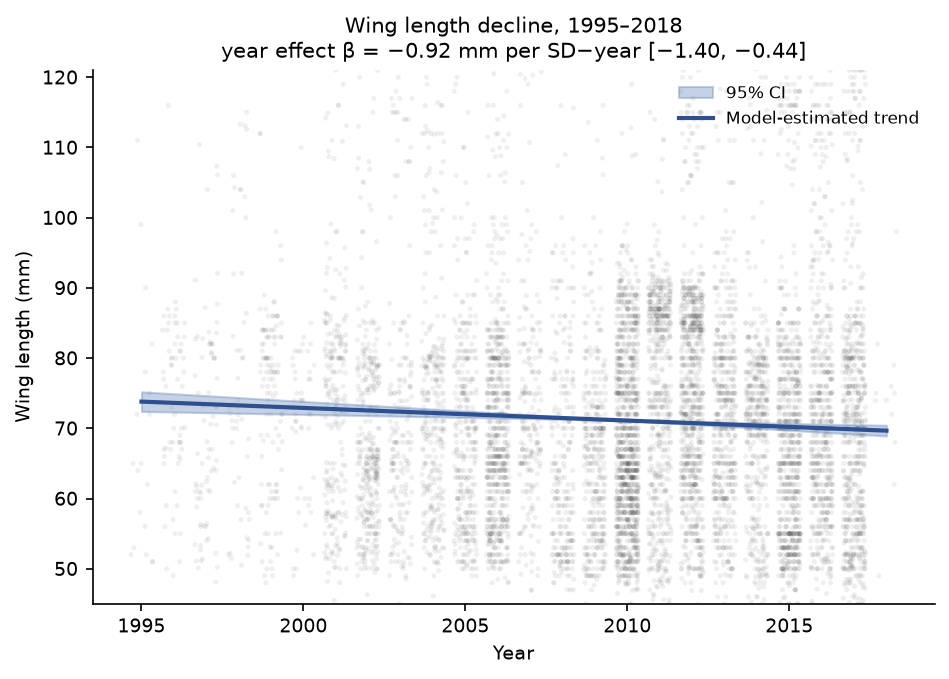 Wing length decline, 1995–2018
year effect β = −0.92 mm per SD−year [−1.40, −0.44]
95% CI
Model-estimated trend
120
110
100
90
80
70
60
50
Wing length (mm)
1995
2000
2005
2010
2015
Year